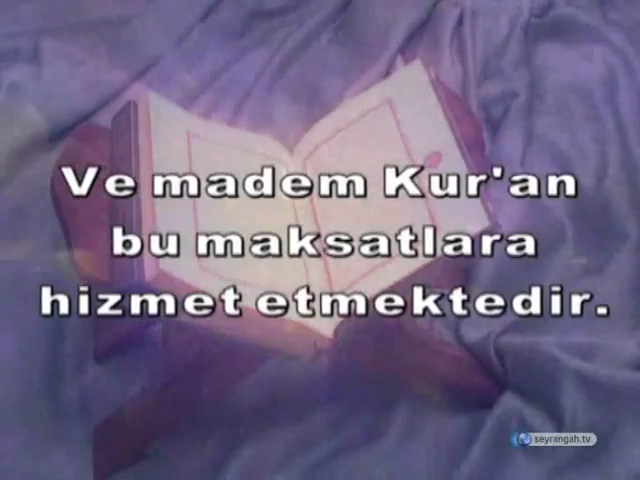 Ve madem Kur'an
bu maksatlara
hizmet etmektedir.
seyrangah.tv